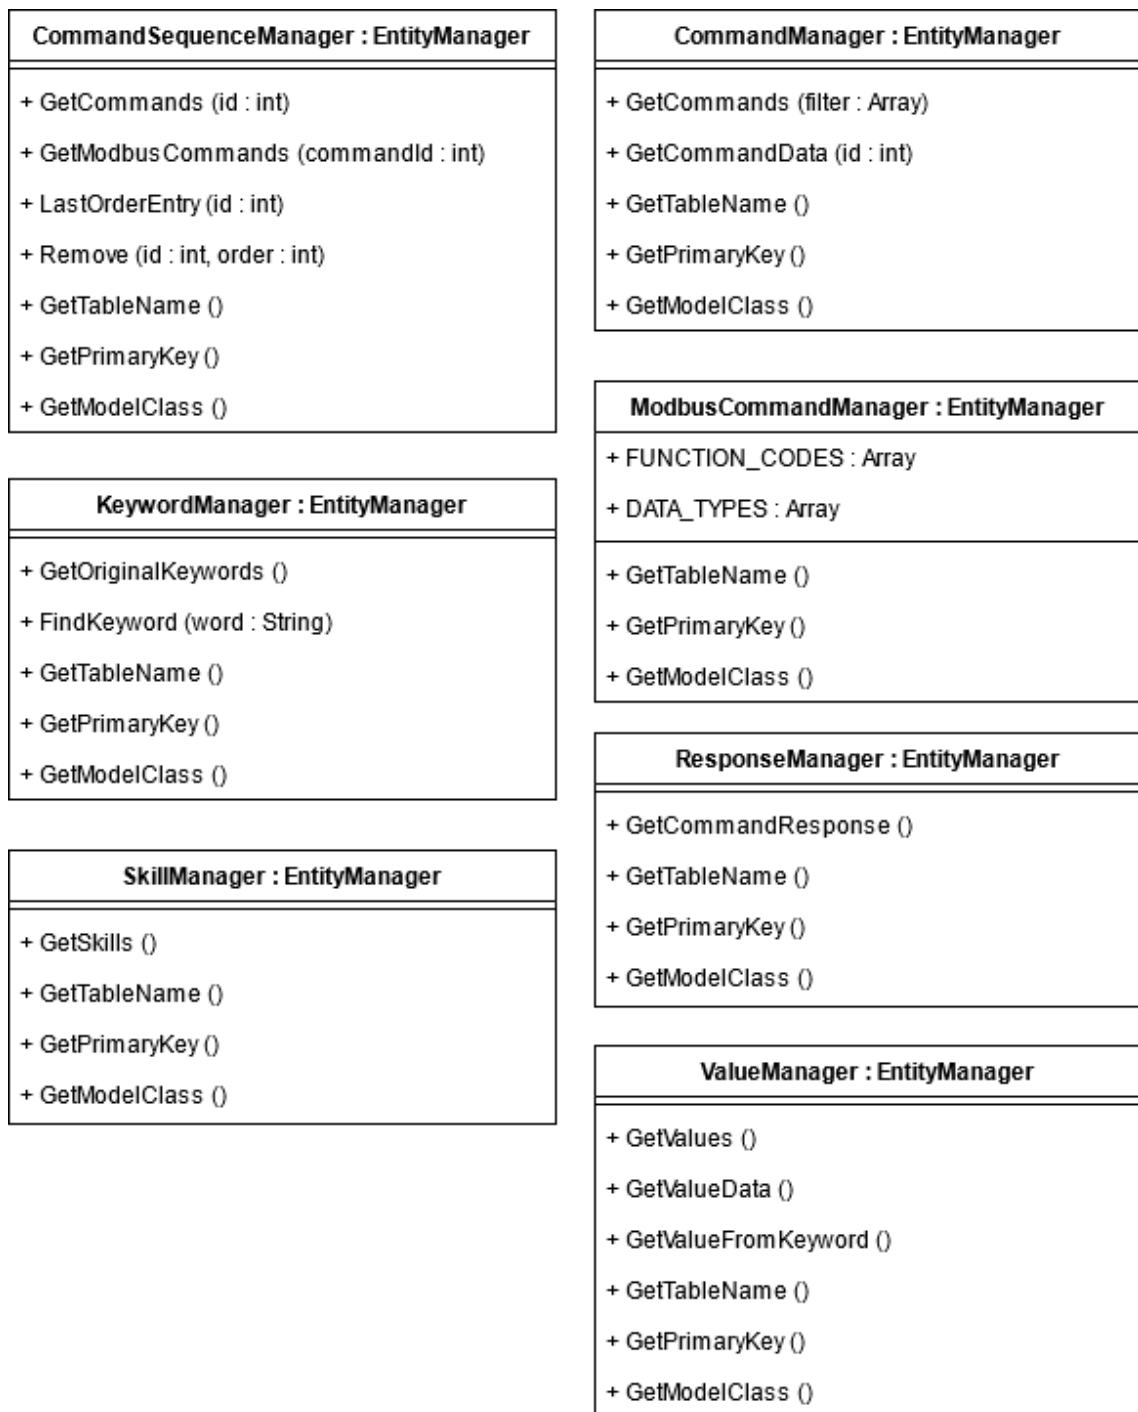 CommandSequenceManager : EntityManager
+ GetCommands (id : int)
+ GetModbusCommands (commandId : int)
+ LastOrderEntry (id : int)
+ Remove (id : int, order : int)
+ GetTableName ()
+ GetPrimaryKey ()
+ GetModelClass ()
KeywordManager : EntityManager
+ GetOriginalKeywords ()
+ FindKeyword (word : String)
+ GetTableName ()
+ GetPrimaryKey ()
+ GetModelClass ()
SkillManager : EntityManager
+ GetSkills ()
+ GetTableName ()
+ GetPrimaryKey ()
+ GetModelClass ()
CommandManager : EntityManager
+ GetCommands (filter : Array)
+ GetCommandData (id : int)
+ GetTableName ()
+ GetPrimaryKey ()
+ GetModelClass ()
ModbusCommandManager : EntityManager
+ FUNCTION_CODES : Array
+ DATA_TYPES : Array
+ GetTableName ()
+ GetPrimaryKey ()
+ GetModelClass ()
ResponseManager : EntityManager
+ GetCommandResponse ()
+ GetTableName ()
+ GetPrimaryKey ()
+ GetModelClass ()
ValueManager : EntityManager
+ GetValues ()
+ GetValueData ()
+ GetValueFromKeyword ()
+ GetTableName ()
+ GetPrimaryKey ()
+ GetModelClass ()